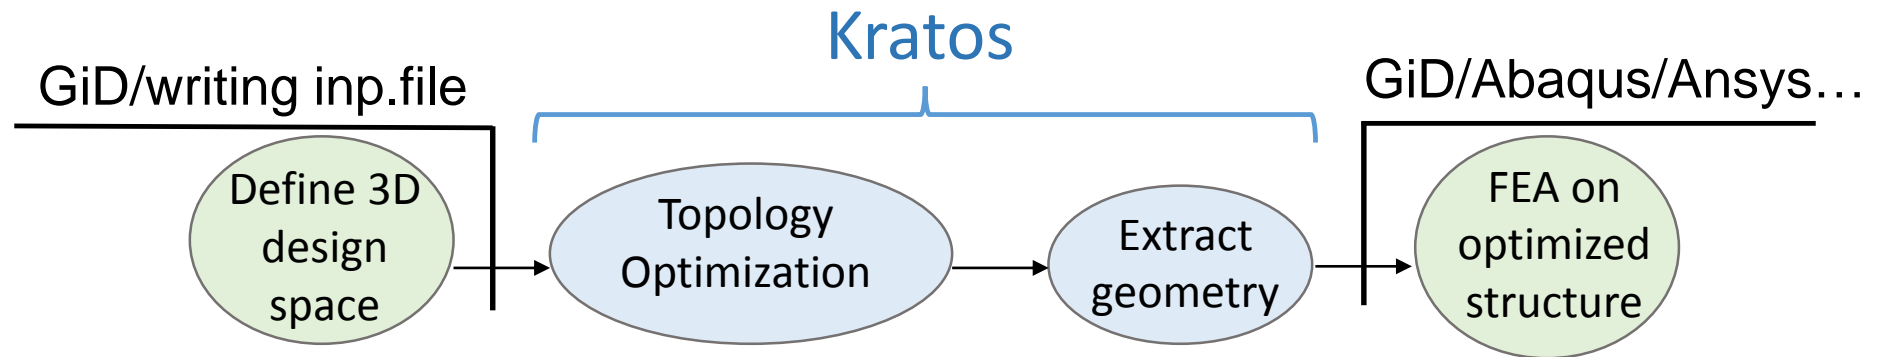 Kratos
GiD/writing inp.file
GiD/Abaqus/Ansys…
Define 3D
design
space
Topology
Optimization
Extract
geometry
FEA on
optimized
structure